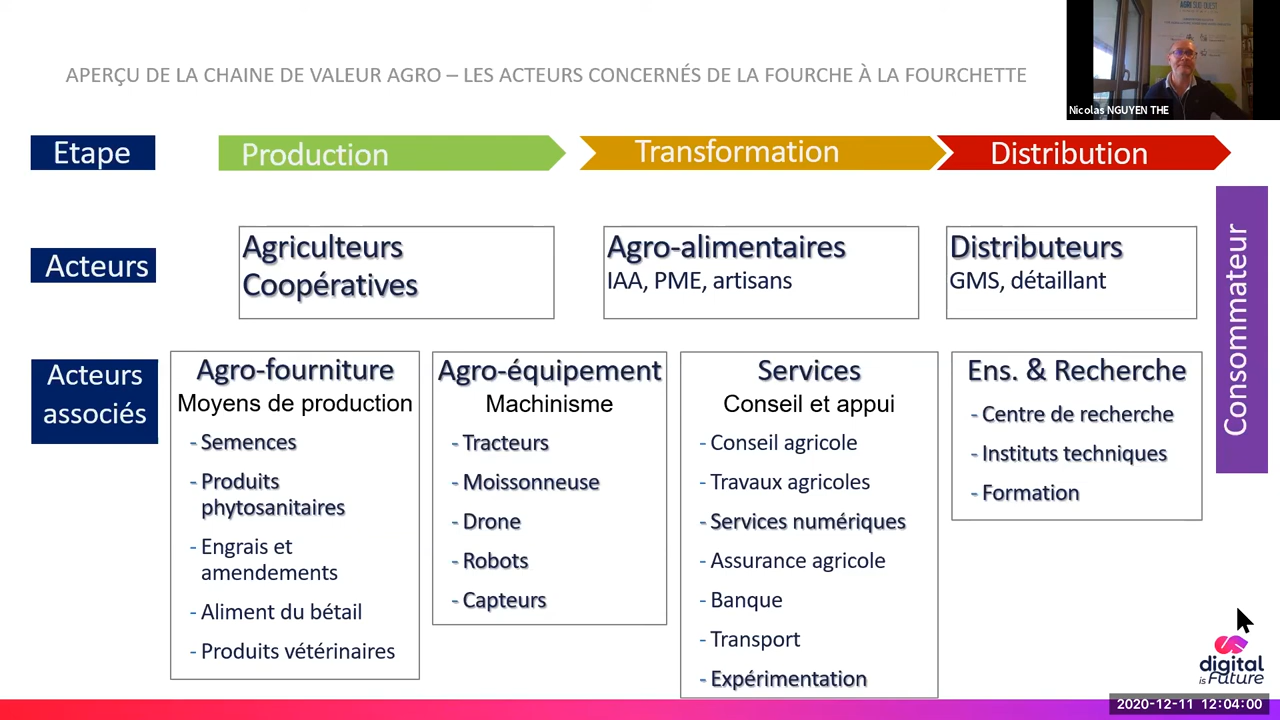 AGRI SUD OUEST
Nicolas NGUYEN THE
APERÇU DE LA CHAINE DE VALEUR AGRO – LES ACTEURS CONCERNÉS DE LA FOURCHE À LA FOURCHETTE
Etape
Production
Transformation
Distribution
Consommateur
Acteurs
Agriculteurs
Coopératives
Agro-alimentaires
IAA, PME, artisans
Distributeurs
GMS, détaillant
Acteurs
associés
Agro-fourniture
Moyens de production
- Semences
- Produits
phytosanitaires
- Engrais et
amendements
- Aliment du bétail
- Produits vétérinaires
Agro-équipement
Machinisme
- Tracteurs
- Moissonneuse
- Drone
- Robots
- Capteurs
Services
Conseil et appui
- Conseil agricole
- Travaux agricoles
- Services numériques
- Assurance agricole
- Banque
- Transport
- Expérimentation
Ens. & Recherche
- Centre de recherche
- Instituts techniques
- Formation
digital
is Future
2020-12-11 12:04:00